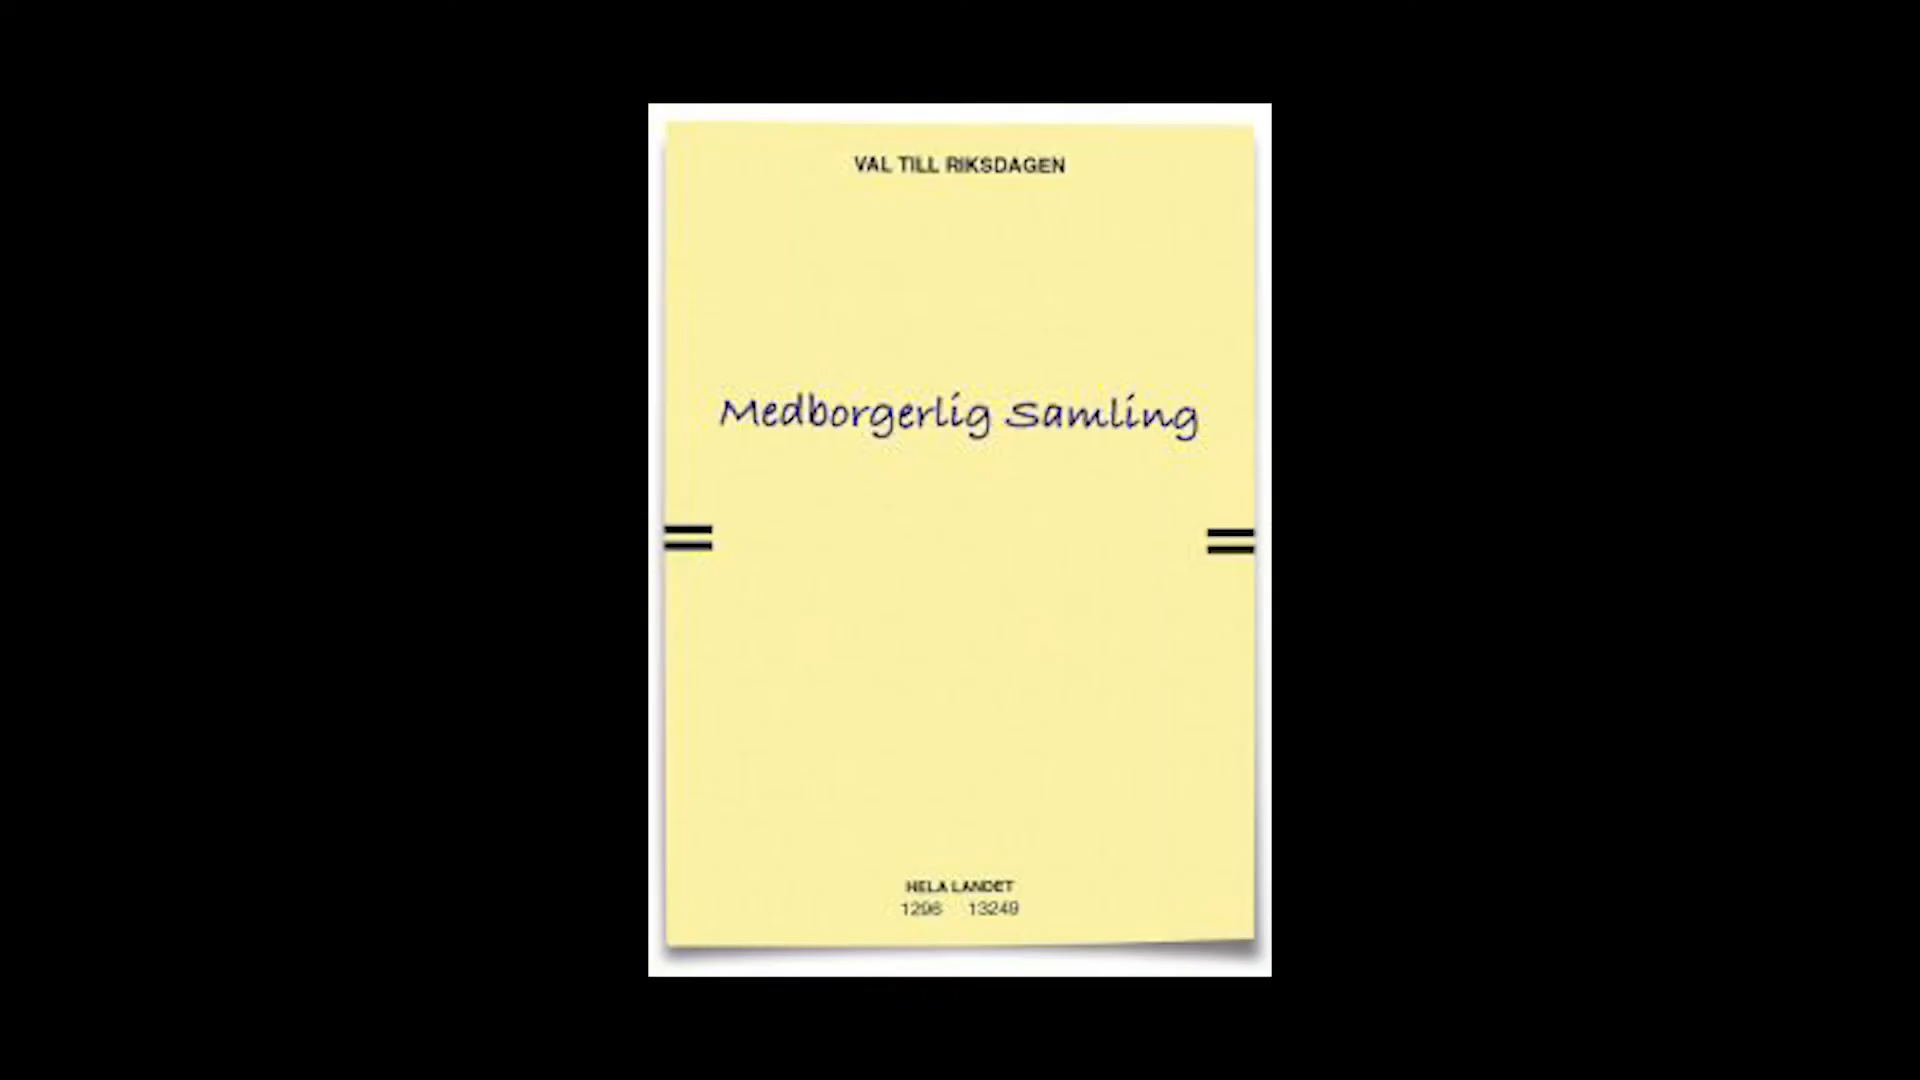 VAL TILL RIKSDAGEN
Medborgerlig Samling
HELA LANDET
1296 13249